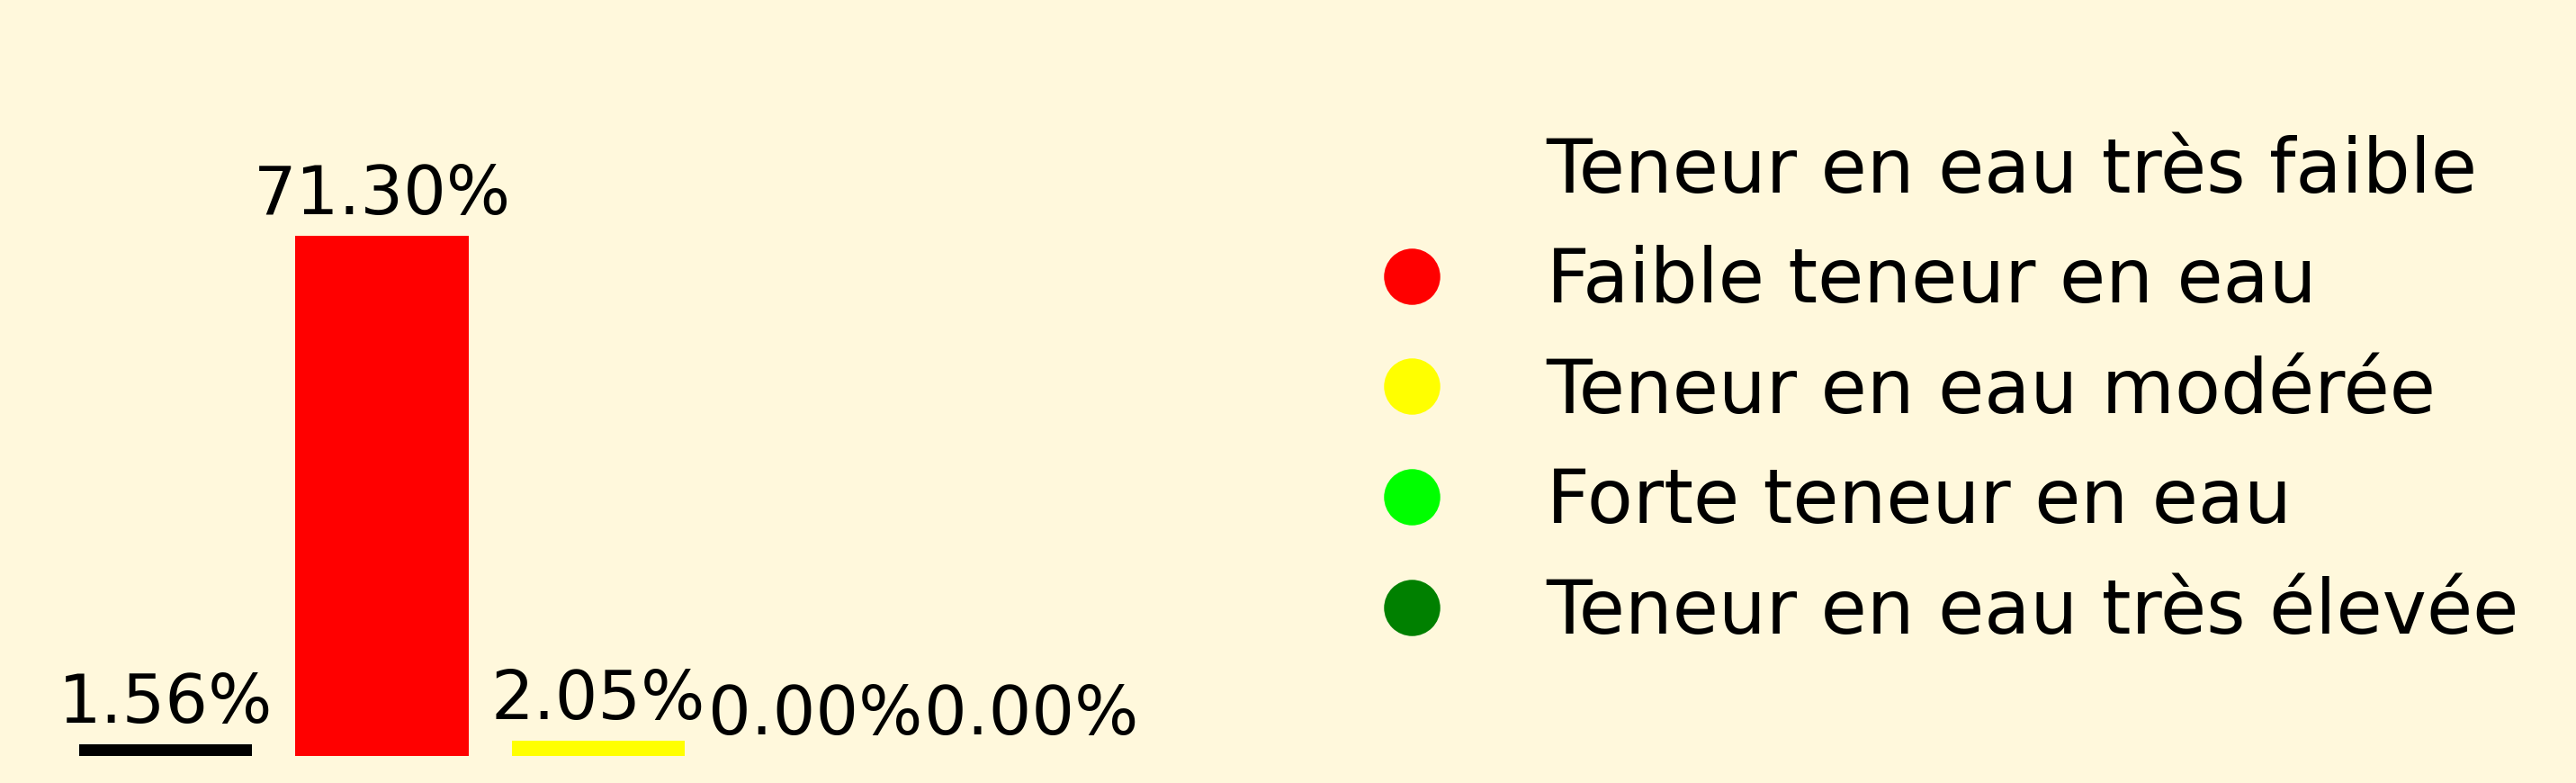 71.30%
1.56%
2.05%
0.00%
0.00%
Teneur en eau très faible
Faible teneur en eau
Teneur en eau modérée
Forte teneur en eau
Teneur en eau très élevée